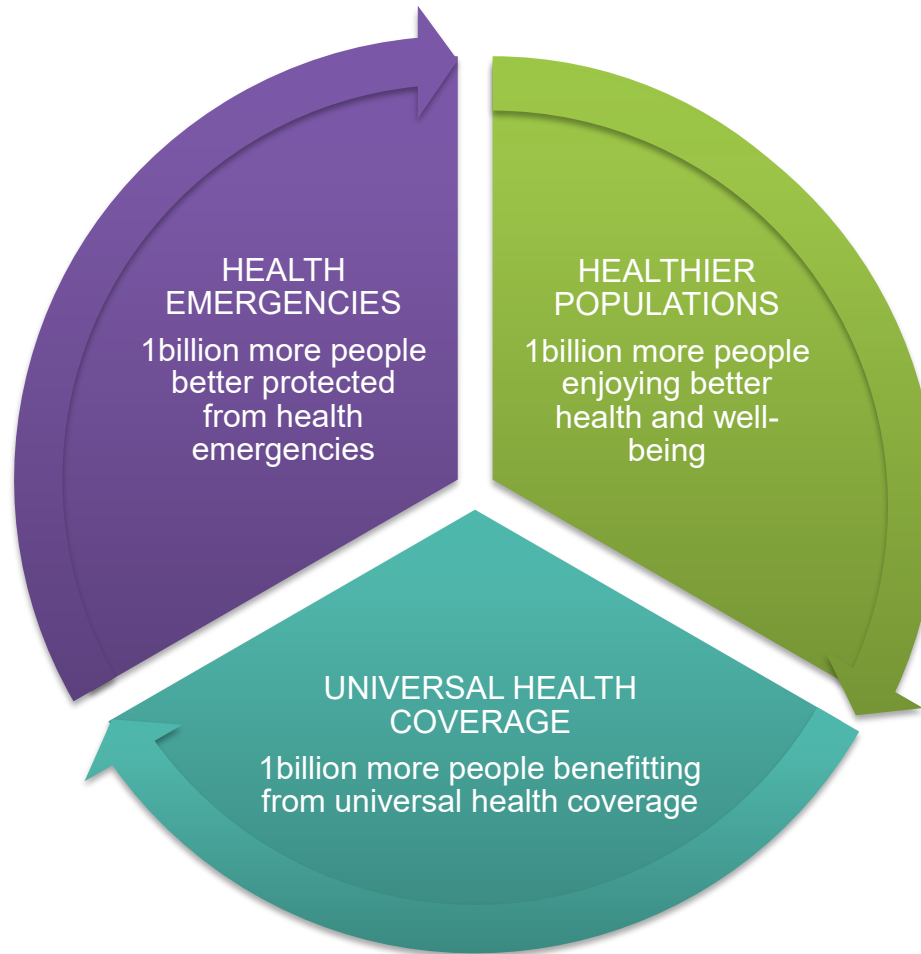 HEALTH
EMERGENCIES
1billion more people
better protected
from health
emergencies
HEALTHIER
POPULATIONS
1billion more people
enjoying better
health and well-
being
UNIVERSAL HEALTH
COVERAGE
1billion more people benefitting
from universal health coverage